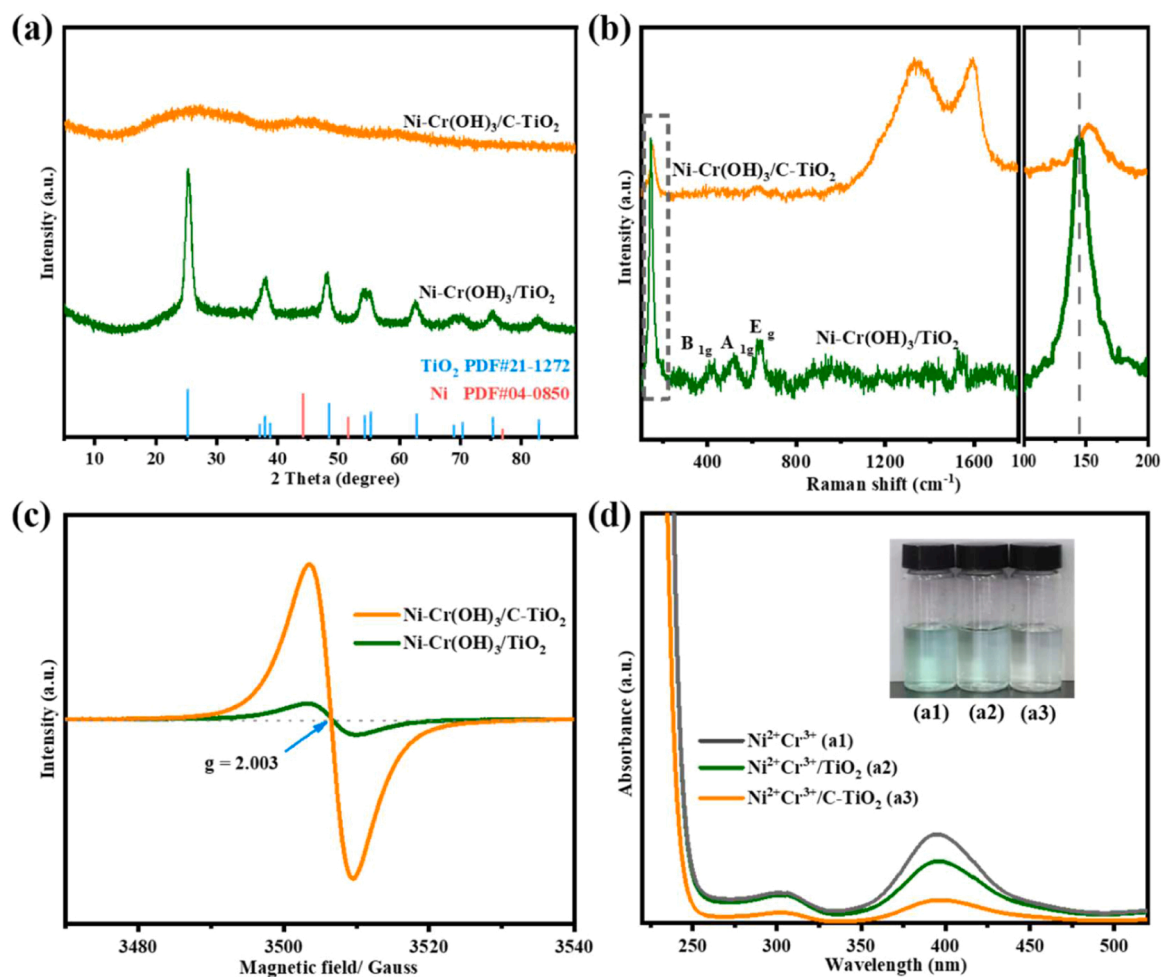 (a)
Ni-Cr(OH)₃/C-TiO₂
Ni-Cr(OH)₃/TiO₂
TiO₂ PDF#21-1272
Ni PDF#04-0850
Intensity (a.u.)
10 20 30 40 50 60 70 80
2 Theta (degree)
(b)
Ni-Cr(OH)₃/C-TiO₂
B 1g A 1g E g
Ni-Cr(OH)₃/TiO₂
Intensity (a.u.)
400 800 1200 1600 100 150 200
Raman shift (cm⁻¹)
(c)
Ni-Cr(OH)₃/C-TiO₂
Ni-Cr(OH)₃/TiO₂
g = 2.003
Intensity (a.u.)
3480 3500 3520 3540
Magnetic field/ Gauss
(d)
(a1) (a2) (a3)
Ni²⁺Cr³⁺ (a1)
Ni²⁺Cr³⁺/TiO₂ (a2)
Ni²⁺Cr³⁺/C-TiO₂ (a3)
Absorbance (a.u.)
250 300 350 400 450 500
Wavelength (nm)